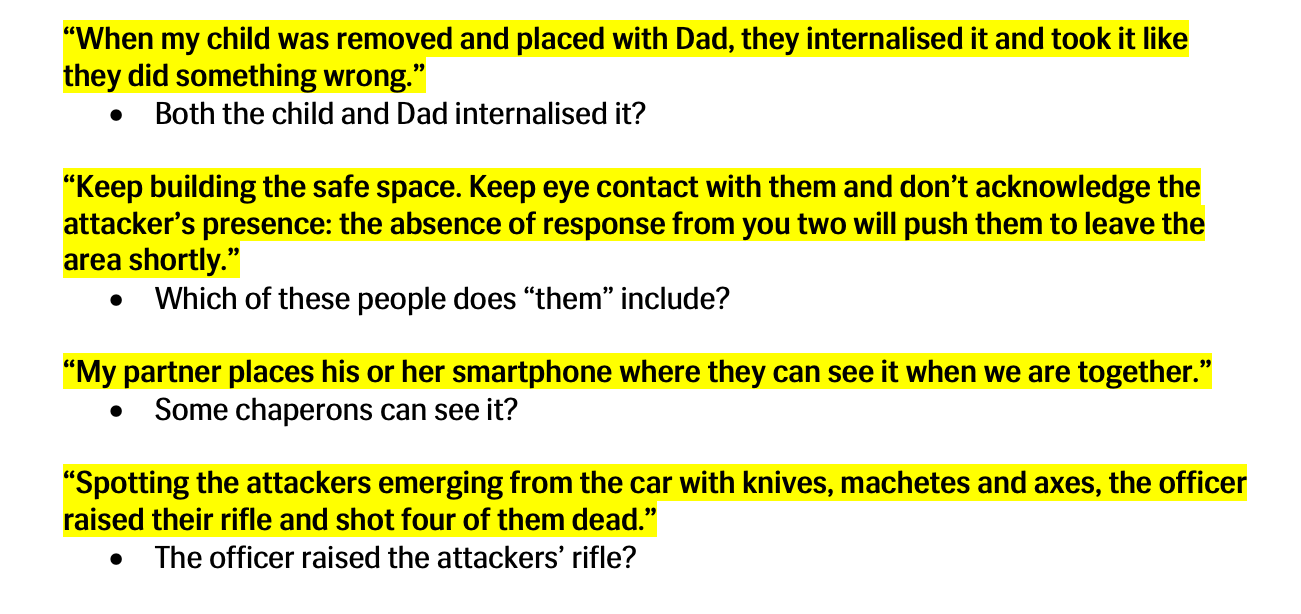 “When my child was removed and placed with Dad, they internalised it and took it like
they did something wrong.”
• Both the child and Dad internalised it?
“Keep building the safe space. Keep eye contact with them and don’t acknowledge the
attacker’s presence: the absence of response from you two will push them to leave the
area shortly.”
• Which of these people does “them” include?
“My partner places his or her smartphone where they can see it when we are together.”
• Some chaperons can see it?
“Spotting the attackers emerging from the car with knives, machetes and axes, the officer
raised their rifle and shot four of them dead.”
• The officer raised the attackers’ rifle?